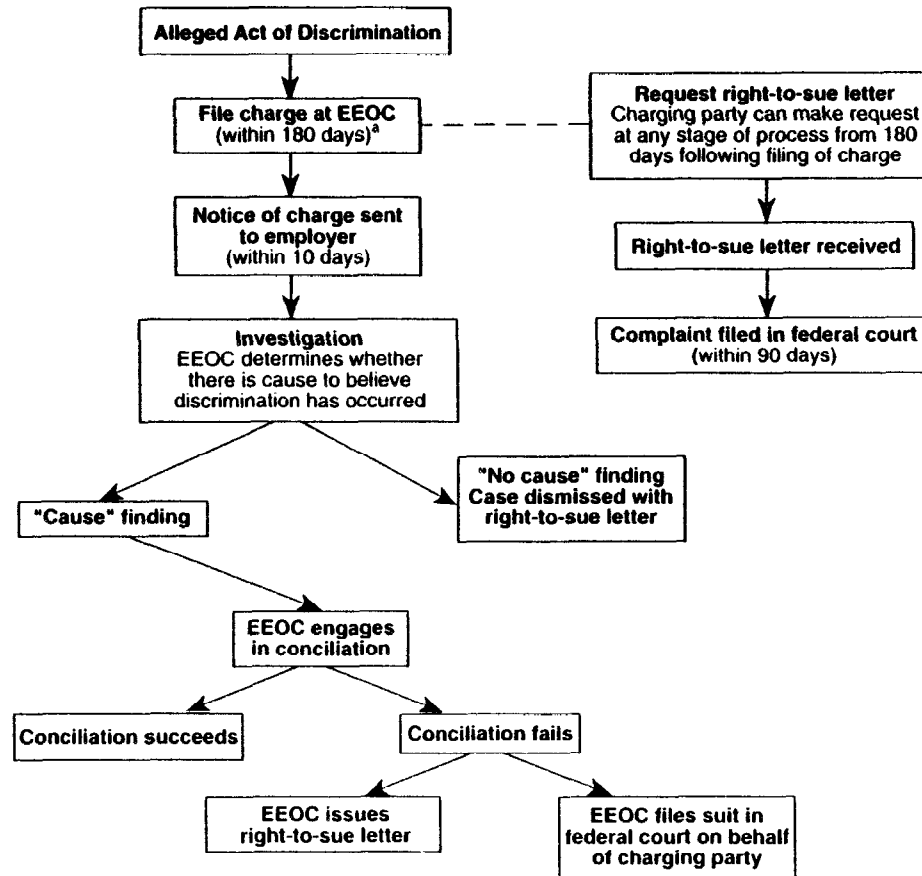 Alleged Act of Discrimination
File charge at EEOC
(within 180 days)a
Request right-to-sue letter
Charging party can make request
at any stage of process from 180
days following filing of charge
Notice of charge sent
to employer
(within 10 days)
Right-to-sue letter received
Complaint filed in federal court
(within 90 days)
Investigation
EEOC determines whether
there is cause to believe
discrimination has occurred
"Cause" finding
"No cause" finding
Case dismissed with
right-to-sue letter
EEOC engages
in conciliation
Conciliation succeeds
Conciliation fails
EEOC issues
right-to-sue letter
EEOC files suit in
federal court on behalf
of charging party